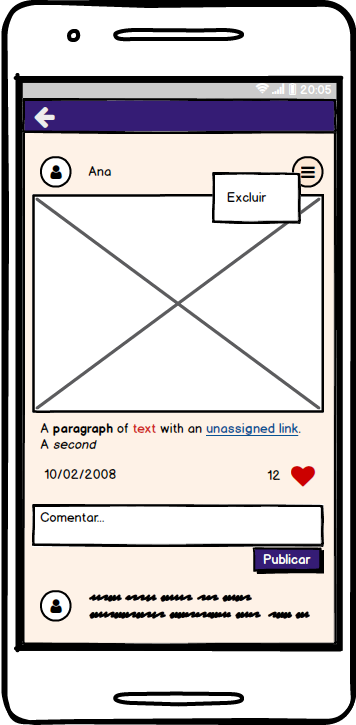 20:05
Ana
Excluir
A paragraph of text with an unassigned link.
A second
10/02/2008
12
Comentar...
Publicar